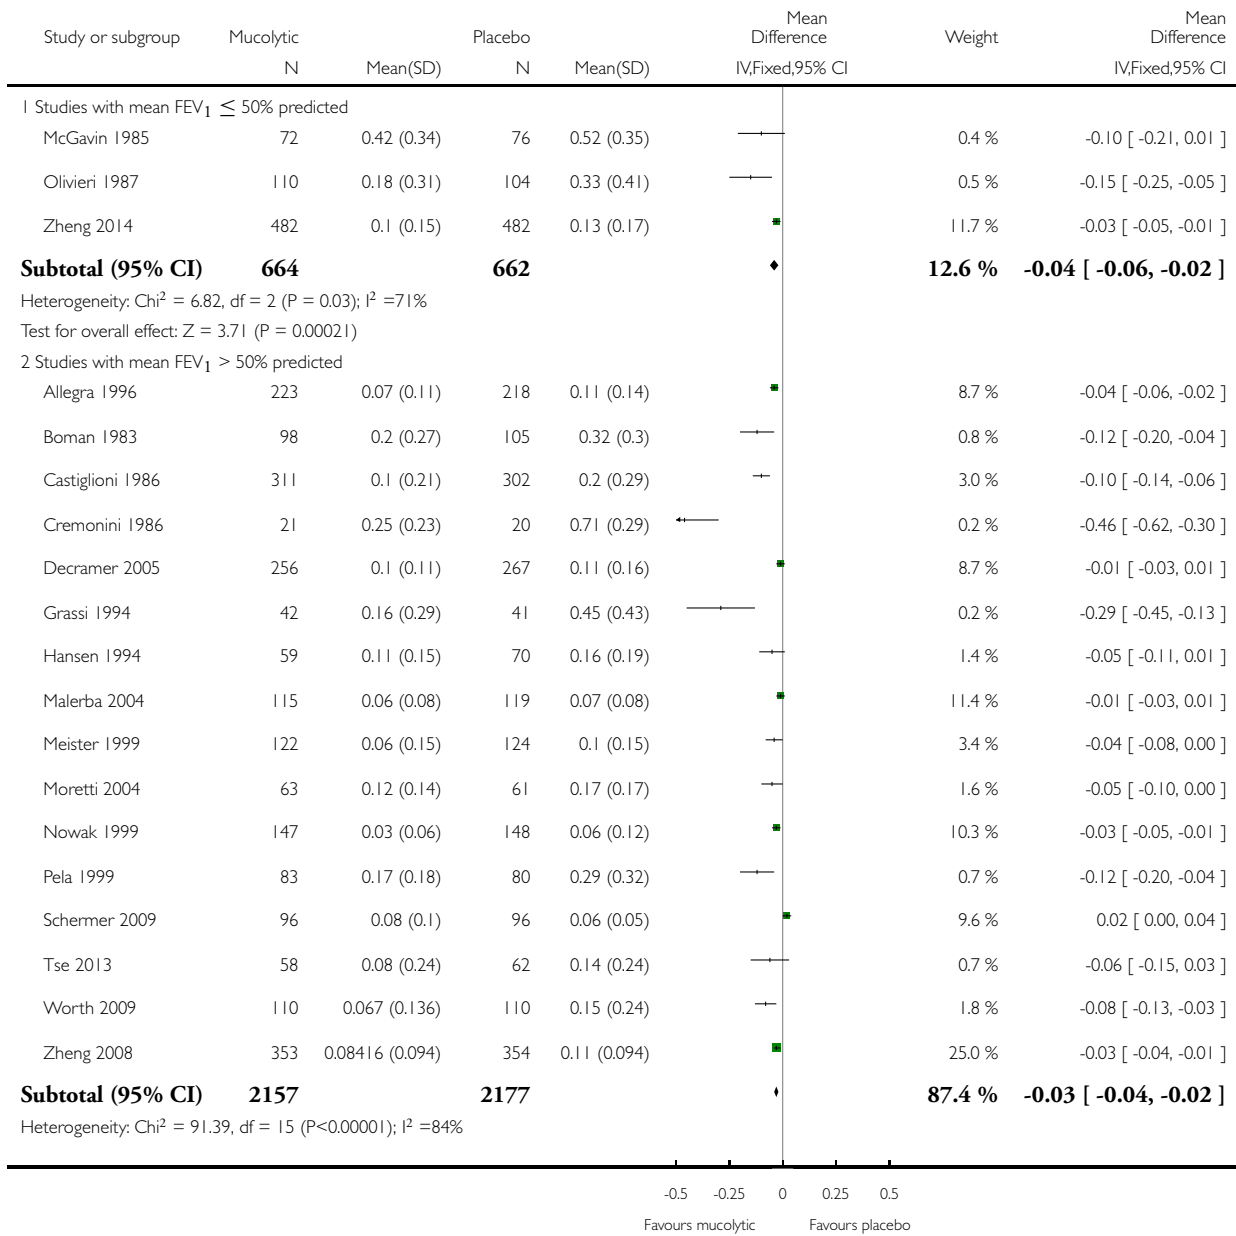 Mean Mean
Study or subgroup Mucolytic Placebo Difference Weight Difference
N Mean(SD) N Mean(SD) IV,Fixed,95% CI IV,Fixed,95% CI
1 Studies with mean FEV1 ≤ 50% predicted
McGavin 1985 72 0.42 (0.34) 76 0.52 (0.35) 0.4 % -0.10 [ -0.21, 0.01 ]
Olivieri 1987 110 0.18 (0.31) 104 0.33 (0.41) 0.5 % -0.15 [ -0.25, -0.05 ]
Zheng 2014 482 0.1 (0.15) 482 0.13 (0.17) 11.7 % -0.03 [ -0.05, -0.01 ]
Subtotal (95% CI) 664 662 12.6 % -0.04 [ -0.06, -0.02 ]
Heterogeneity: Chi2 = 6.82, df = 2 (P = 0.03); I2 =71%
Test for overall effect: Z = 3.71 (P = 0.00021)
2 Studies with mean FEV1 > 50% predicted
Allegra 1996 223 0.07 (0.11) 218 0.11 (0.14) 8.7 % -0.04 [ -0.06, -0.02 ]
Boman 1983 98 0.2 (0.27) 105 0.32 (0.3) 0.8 % -0.12 [ -0.20, -0.04 ]
Castiglioni 1986 311 0.1 (0.21) 302 0.2 (0.29) 3.0 % -0.10 [ -0.14, -0.06 ]
Cremonini 1986 21 0.25 (0.23) 20 0.71 (0.29) 0.2 % -0.46 [ -0.62, -0.30 ]
Decramer 2005 256 0.1 (0.11) 267 0.11 (0.16) 8.7 % -0.01 [ -0.03, 0.01 ]
Grassi 1994 42 0.16 (0.29) 41 0.45 (0.43) 0.2 % -0.29 [ -0.45, -0.13 ]
Hansen 1994 59 0.11 (0.15) 70 0.16 (0.19) 1.4 % -0.05 [ -0.11, 0.01 ]
Malerba 2004 115 0.06 (0.08) 119 0.07 (0.08) 11.4 % -0.01 [ -0.03, 0.01 ]
Meister 1999 122 0.06 (0.15) 124 0.1 (0.15) 3.4 % -0.04 [ -0.08, 0.00 ]
Moretti 2004 63 0.12 (0.14) 61 0.17 (0.17) 1.6 % -0.05 [ -0.10, 0.00 ]
Nowak 1999 147 0.03 (0.06) 148 0.06 (0.12) 10.3 % -0.03 [ -0.05, -0.01 ]
Pela 1999 83 0.17 (0.18) 80 0.29 (0.32) 0.7 % -0.12 [ -0.20, -0.04 ]
Schermer 2009 96 0.08 (0.1) 96 0.06 (0.05) 9.6 % 0.02 [ 0.00, 0.04 ]
Tse 2013 58 0.08 (0.24) 62 0.14 (0.24) 0.7 % -0.06 [ -0.15, 0.03 ]
Worth 2009 110 0.067 (0.136) 110 0.15 (0.24) 1.8 % -0.08 [ -0.13, -0.03 ]
Zheng 2008 353 0.08416 (0.094) 354 0.11 (0.094) 25.0 % -0.03 [ -0.04, -0.01 ]
Subtotal (95% CI) 2157 2177 87.4 % -0.03 [ -0.04, -0.02 ]
Heterogeneity: Chi2 = 91.39, df = 15 (P<0.00001); I2 =84%
-0.5 -0.25 0 0.25 0.5
Favours mucolytic Favours placebo